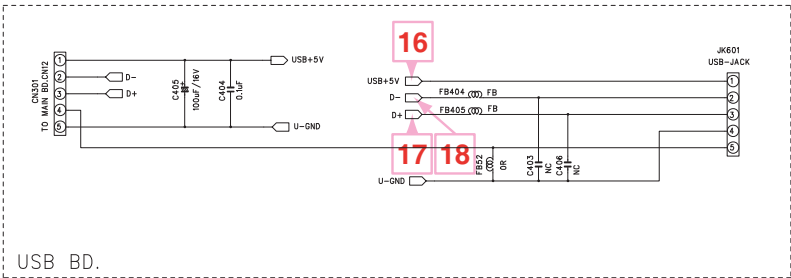 CN301
TO MAIN BD.CN12
1
2
3
4
5
D-
D+
C405
100uF/16V
C404
0.1uF
USB+5V
U-GND
16
17
18
USB+5V
D-
D+
FB404 FB
FB405 FB
FB52
0R
C403
NC
C406
NC
U-GND
JK601
USB-JACK
1
2
3
4
5
USB BD.